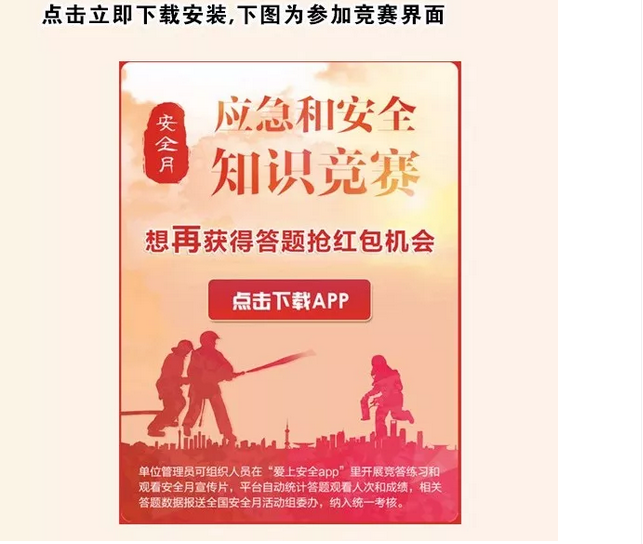 点击立即下载安装,下图为参加竞赛界面
安全月
应急和安全
知识竞赛
想再获得答题抢红包机会
点击下载APP
单位管理员可组织人员在“爱上安全app”里开展竞答练习和
观看安全月宣传片，平台自动统计答题观看人次和成绩，相关
答题数据报送全国安全月活动组委办，纳入统一考核。